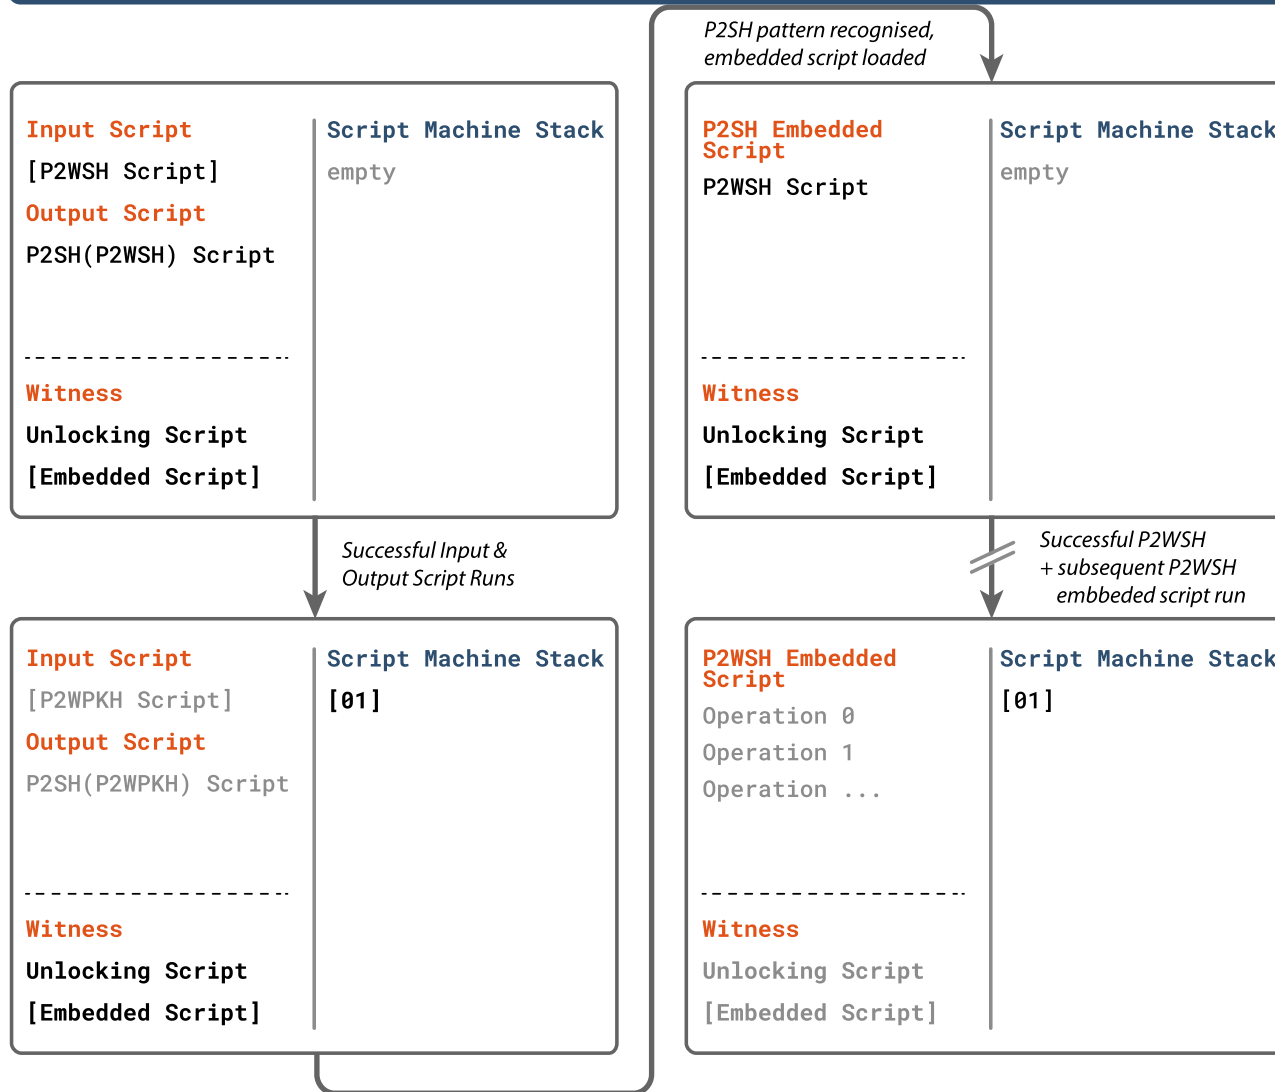 Input Script
[P2WSH Script]
Output Script
P2SH(P2WSH) Script
Witness
Unlocking Script
[Embedded Script]
Script Machine Stack
empty
Successful Input &
Output Script Runs
Input Script
[P2WPKH Script]
Output Script
P2SH(P2WPKH) Script
Witness
Unlocking Script
[Embedded Script]
Script Machine Stack
[01]
P2SH pattern recognised,
embedded script loaded
P2SH Embedded
Script
P2WSH Script
Witness
Unlocking Script
[Embedded Script]
Script Machine Stack
empty
Successful P2WSH
+ subsequent P2WSH
embbeded script run
P2WSH Embedded
Script
Operation 0
Operation 1
Operation ...
Witness
Unlocking Script
[Embedded Script]
Script Machine Stack
[01]